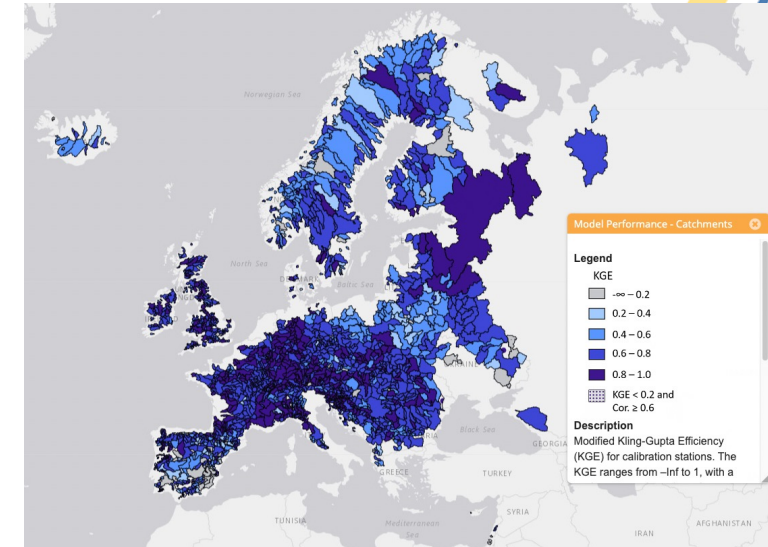 Norwegian Sea
North Sea
Baltic Sea
UKRAINE
Black Sea
GEORGIA
GREECE
TURKEY
SYRIA
TUNISIA
Mediterranean
Sea
IRAN
AFGHANISTAN
Model Performance - Catchments
Legend
KGE
-∞ – 0.2
0.2 – 0.4
0.4 – 0.6
0.6 – 0.8
0.8 – 1.0
KGE < 0.2 and
Cor. ≥ 0.6
Description
Modified Kling-Gupta Efficiency
(KGE) for calibration stations. The
KGE ranges from –Inf to 1, with a